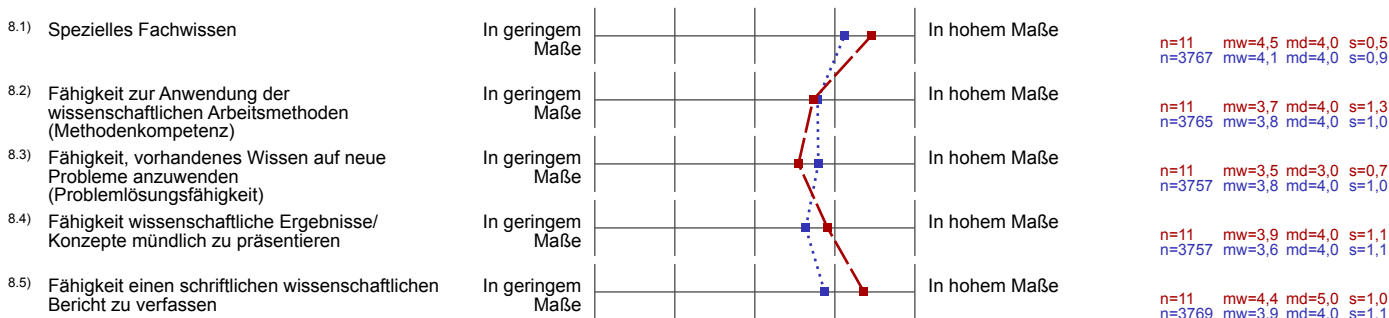 8.1) Spezielles Fachwissen
In geringem
Maße
In hohem Maße
n=11 mw=4,5 md=4,0 s=0,5
n=3767 mw=4,1 md=4,0 s=0,9
8.2) Fähigkeit zur Anwendung der
wissenschaftlichen Arbeitsmethoden
(Methodenkompetenz)
In geringem
Maße
In hohem Maße
n=11 mw=3,7 md=4,0 s=1,3
n=3765 mw=3,8 md=4,0 s=1,0
8.3) Fähigkeit, vorhandenes Wissen auf neue
Probleme anzuwenden
(Problemlösungsfähigkeit)
In geringem
Maße
In hohem Maße
n=11 mw=3,5 md=3,0 s=0,7
n=3757 mw=3,8 md=4,0 s=1,0
8.4) Fähigkeit wissenschaftliche Ergebnisse/
Konzepte mündlich zu präsentieren
In geringem
Maße
In hohem Maße
n=11 mw=3,9 md=4,0 s=1,1
n=3757 mw=3,6 md=4,0 s=1,1
8.5) Fähigkeit einen schriftlichen wissenschaftlichen
Bericht zu verfassen
In geringem
Maße
In hohem Maße
n=11 mw=4,4 md=5,0 s=1,0
n=3769 mw=3,9 md=4,0 s=1,1